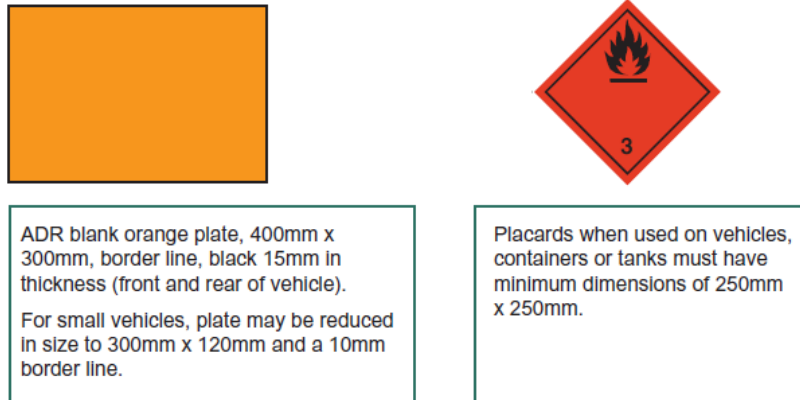 3
ADR blank orange plate, 400mm x
300mm, border line, black 15mm in
thickness (front and rear of vehicle).
For small vehicles, plate may be reduced
in size to 300mm x 120mm and a 10mm
border line.
Placards when used on vehicles,
containers or tanks must have
minimum dimensions of 250mm
x 250mm.